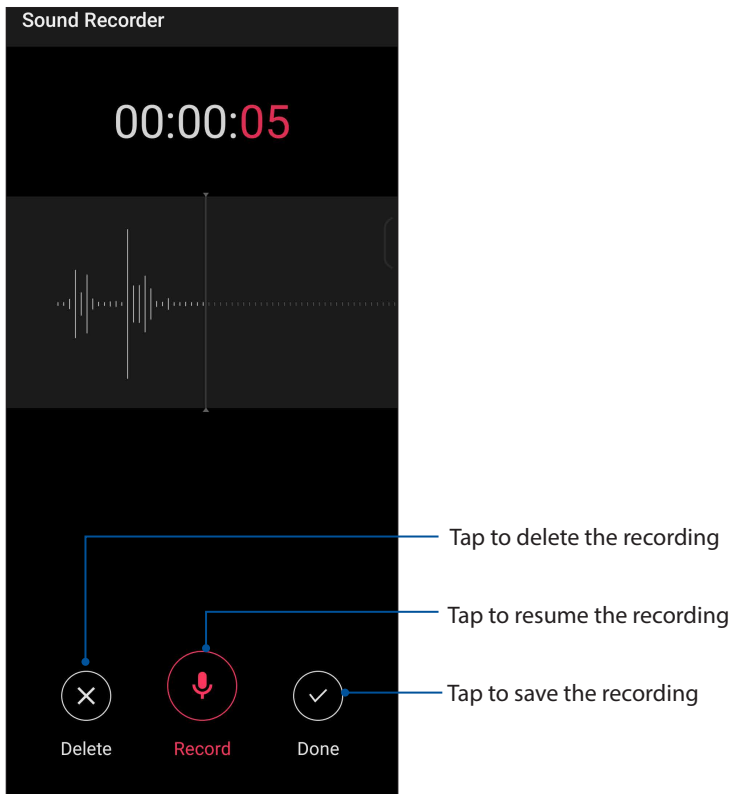 Sound Recorder
00:00:05
Tap to delete the recording
Tap to resume the recording
Tap to save the recording
Delete
Record
Done